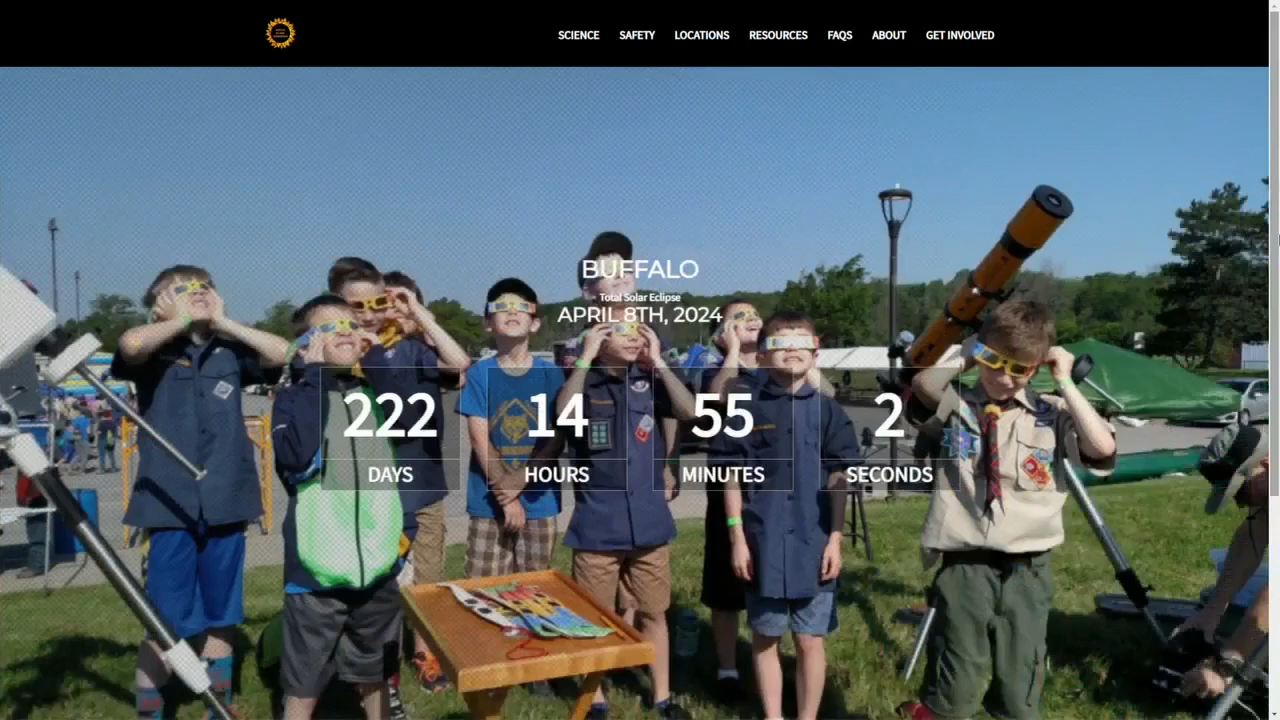 SCIENCE SAFETY LOCATIONS RESOURCES FAQS ABOUT GET INVOLVED
BUFFALO
Total Solar Eclipse
APRIL 8TH, 2024
222 14 55 2
DAYS HOURS MINUTES SECONDS